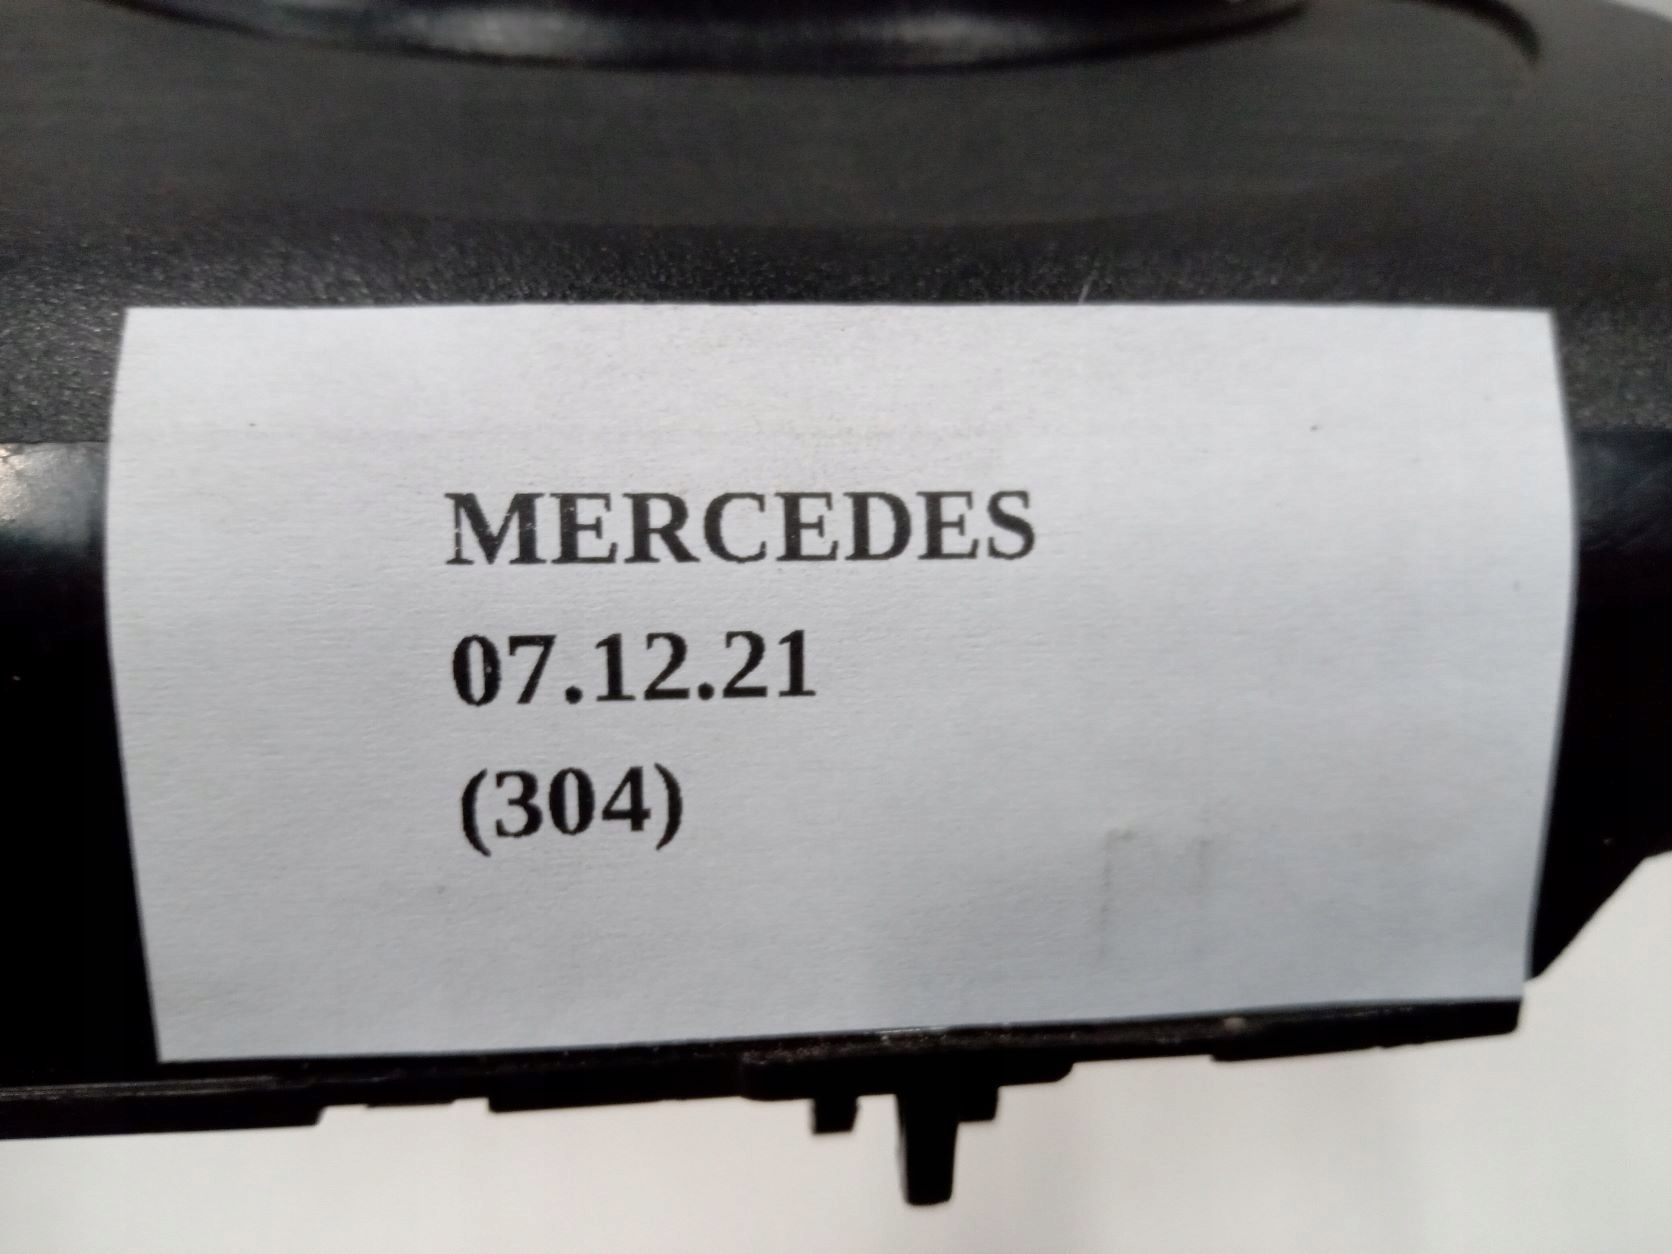 MERCEDES
07.12.21
(304)